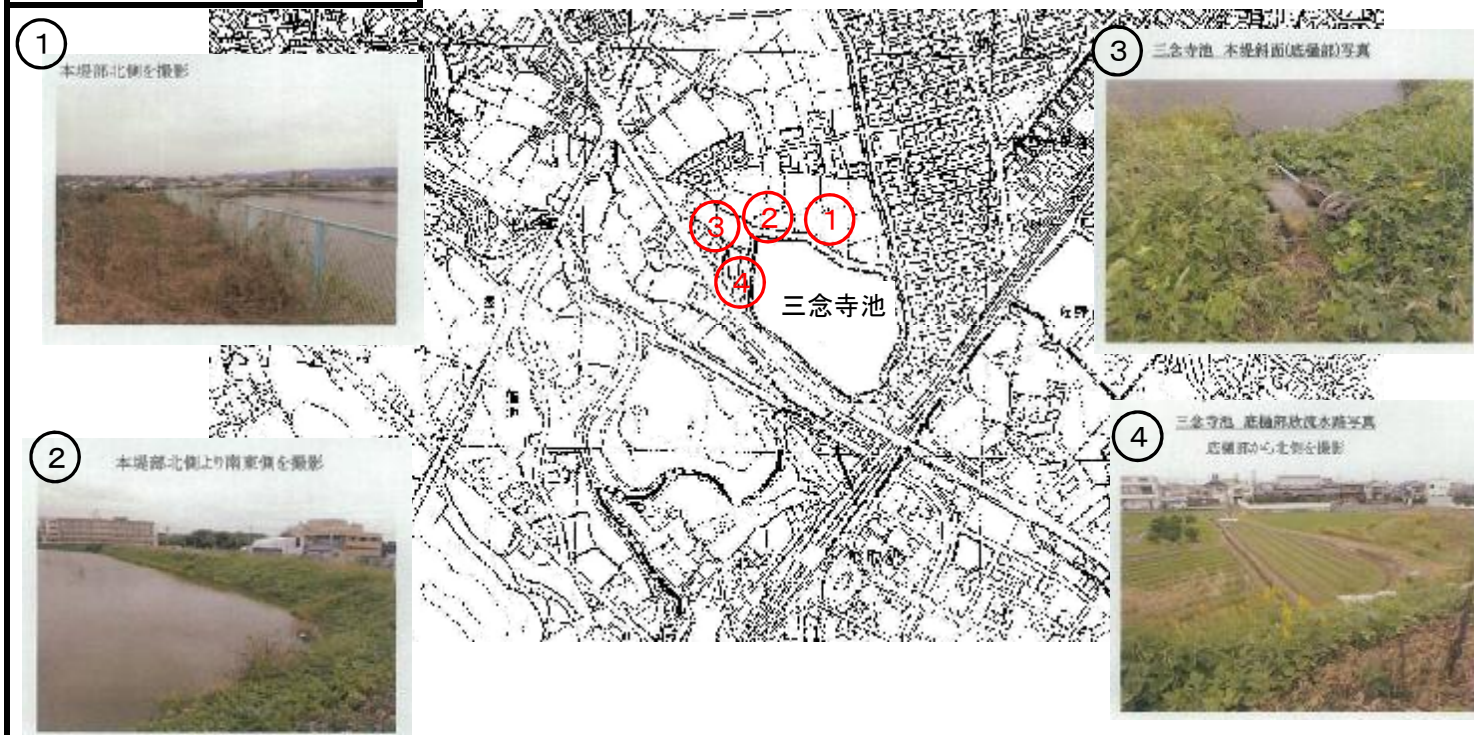 ①
本堤部北側を撮影
②
本堤部北側より南東側を撮影
③
三念寺池 本堤斜面(底樋部)写真
④
三念寺池 底樋部放流水路写真
底樋部から北側を撮影
③
②
①
④
三念寺池